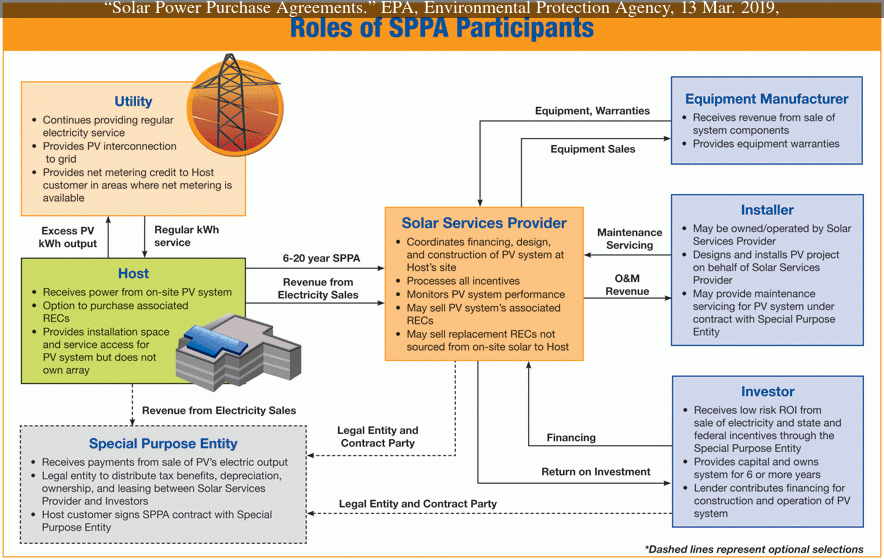 “Solar Power Purchase Agreements.” EPA, Environmental Protection Agency, 13 Mar. 2019,
Roles of SPPA Participants
Utility
• Continues providing regular
electricity service
• Provides PV interconnection
to grid
• Provides net metering credit to Host
customer in areas where net metering is
available
Excess PV
kWh output
Regular kWh
service
Host
• Receives power from on-site PV system
• Option to purchase associated
RECs
• Provides installation space
and service access for
PV system but does not
own array
6-20 year SPPA
Revenue from
Electricity Sales
Revenue from Electricity Sales
Special Purpose Entity
• Receives payments from sale of PV’s electric output
• Legal entity to distribute tax benefits, depreciation,
ownership, and leasing between Solar Services
Provider and Investors
• Host customer signs SPPA contract with Special
Purpose Entity
Solar Services Provider
• Coordinates financing, design,
and construction of PV system at
Host’s site
• Processes all incentives
• Monitors PV system performance
• May sell PV system’s associated
RECs
• May sell replacement RECs not
sourced from on-site solar to Host
Legal Entity and
Contract Party
Equipment, Warranties
Equipment Sales
Maintenance
Servicing
O&M
Revenue
Financing
Return on Investment
Legal Entity and Contract Party
Equipment Manufacturer
• Receives revenue from sale of
system components
• Provides equipment warranties
Installer
• May be owned/operated by Solar
Services Provider
• Designs and installs PV project
on behalf of Solar Services
Provider
• May provide maintenance
servicing for PV system under
contract with Special Purpose
Entity
Investor
• Receives low risk ROI from
sale of electricity and state and
federal incentives through the
Special Purpose Entity
• Provides capital and owns
system for 6 or more years
• Lender contributes financing for
construction and operation of PV
system
*Dashed lines represent optional selections